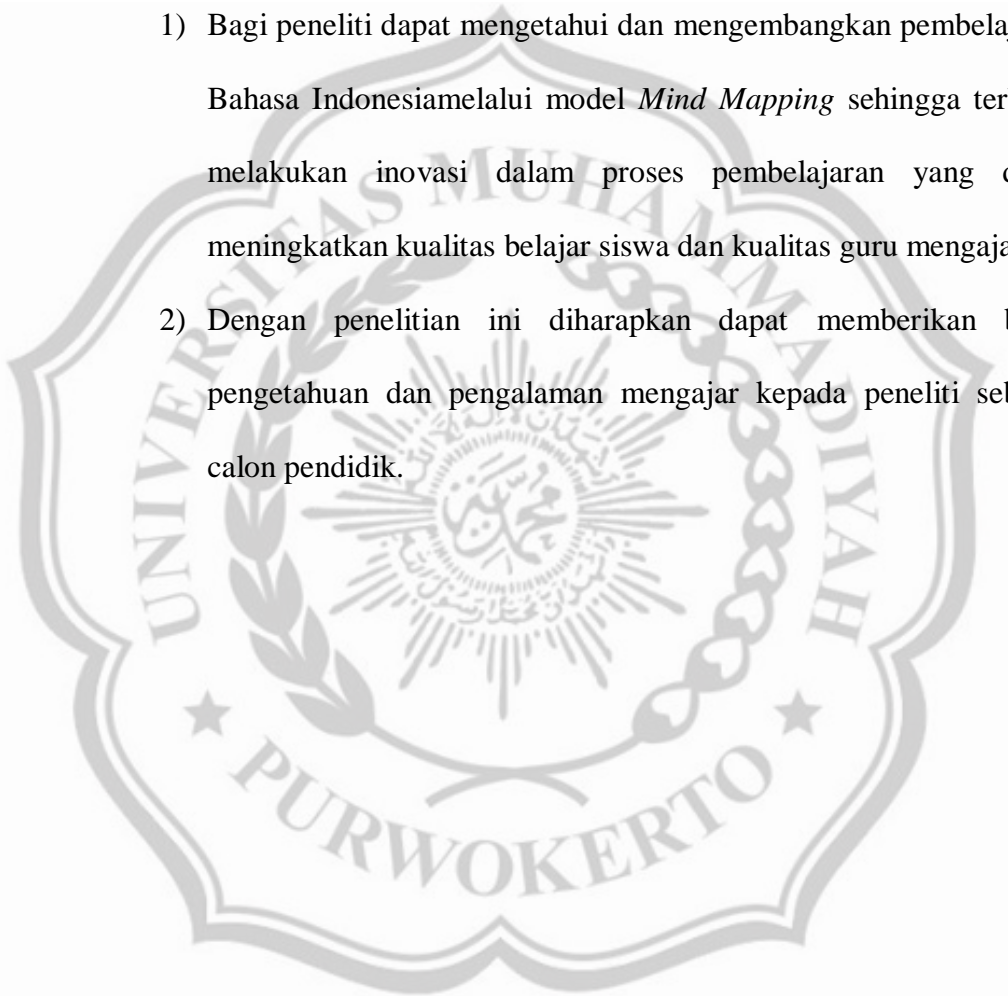 1) Bagi peneliti dapat mengetahui dan mengembangkan pembelaj
Bahasa Indonesiamelalui model Mind Mapping sehingga ter
melakukan inovasi dalam proses pembelajaran yang d
meningkatkan kualitas belajar siswa dan kualitas guru mengaja
2) Dengan penelitian ini diharapkan dapat memberikan b
pengetahuan dan pengalaman mengajar kepada peneliti seb
calon pendidik.
UNIVERSITAS MUHAMMADIYAH
PURWOKERTO